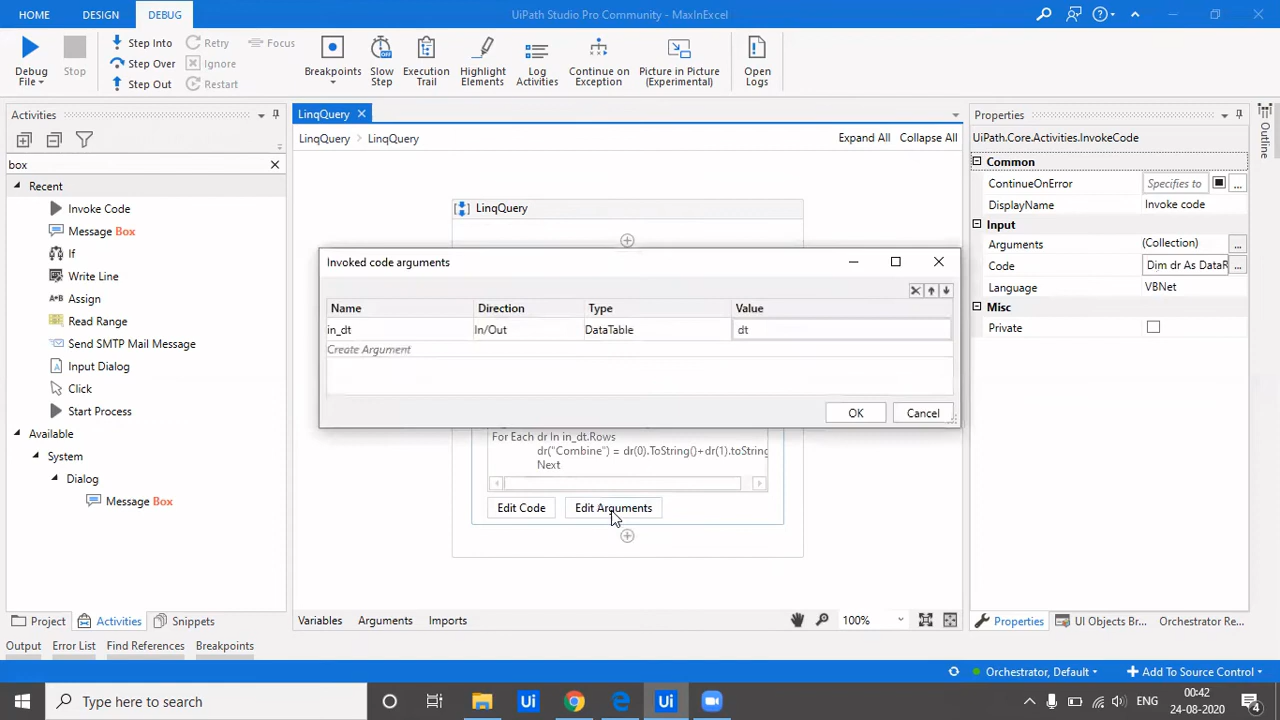 HOME
DESIGN
DEBUG
UiPath Studio Pro Community - MaxInExcel
Debug
File
Stop
Step Into
Step Over
Step Out
Retry
Ignore
Restart
Focus
Breakpoints
Slow
Step
Execution
Trail
Highlight
Elements
Log
Activities
Continue on
Exception
Picture in Picture
(Experimental)
Open
Logs
Activities
box
Recent
Invoke Code
Message Box
If
Write Line
A*B Assign
Read Range
Send SMTP Mail Message
Input Dialog
Click
Start Process
Available
System
Dialog
Message Box
Project
Activities
Snippets
LinqQuery
LinqQuery > LinqQuery
Expand All
Collapse All
LinqQuery
Invoked code arguments
Name Direction Type Value
in_dt In/Out DataTable dt
Create Argument
OK
Cancel
For Each dr In in_dt.Rows
dr("Combine") = dr(0).ToString()+dr(1).toString
Next
Edit Code
Edit Arguments
Variables
Arguments
Imports
100%
Properties
UiPath.Core.Activities.InvokeCode
Common
ContinueOnError Specifies to ...
DisplayName Invoke code
Input
Arguments (Collection) ...
Code Dim dr As DataR ...
Language VBNet
Misc
Private
Outline
Properties
UI Objects Br...
Orchestrator Re...
Output
Error List
Find References
Breakpoints
Orchestrator, Default
Add To Source Control
Type here to search
Ui
Ui
ENG
00:42
24-08-2020
4